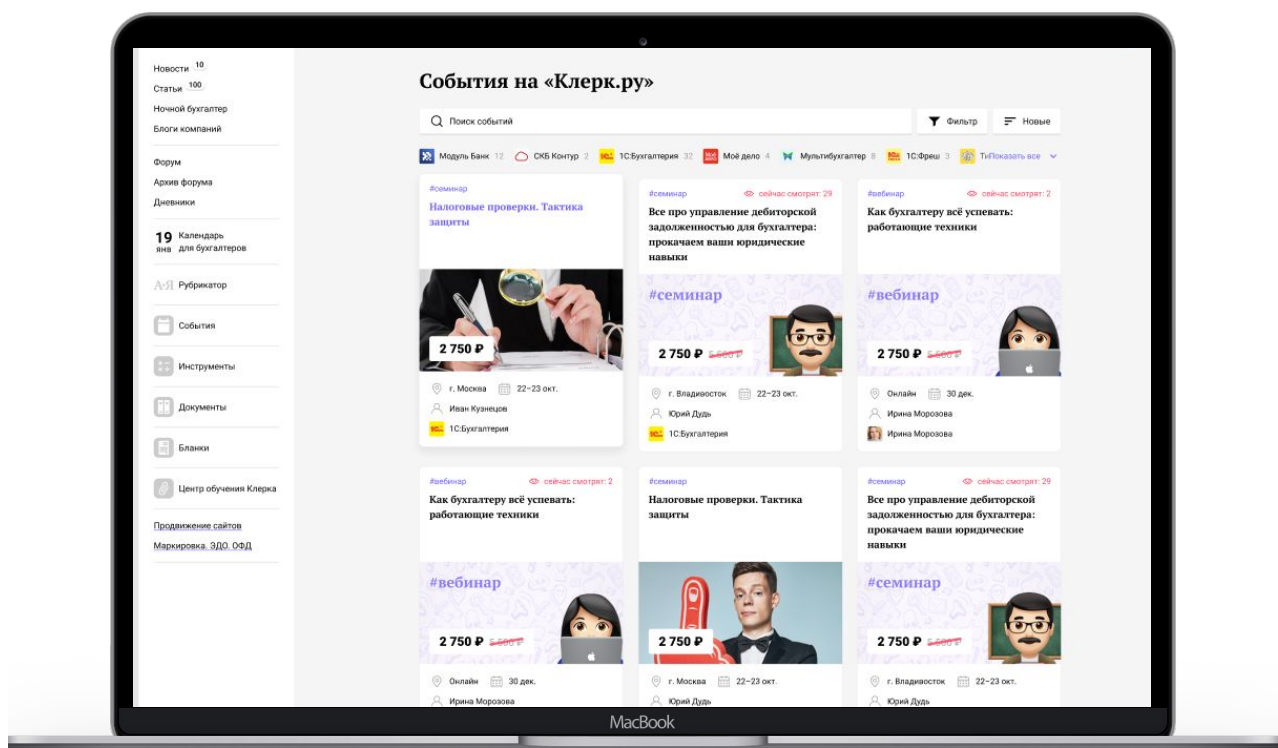 Новости 10
Статьи 100
Ночной бухгалтер
Блоги компаний
Форум
Архив форума
Дневники
19 янв Календарь
для бухгалтеров
А-Я Рубрикатор
События
Инструменты
Документы
Бланки
Центр обучения Клерка
Продвижение сайтов
Маркировка. ЭДО. ОФД
События на «Клерк.ру»
Поиск событий
Фильтр
Новые
Модуль Банк 12 СКБ Контур 2 1С:Бухгалтерия 32 Моё дело 4 Мультибухгалтер 8 1С:Фреш 3 Показать все
#семинар
Налоговые проверки. Тактика
защиты
2 750 ₽
г. Москва 22–23 окт.
Иван Кузнецов
1С:Бухгалтерия
#семинар сейчас смотрят: 29
Все про управление дебиторской
задолженностью для бухгалтера:
прокачаем ваши юридические
навыки
#семинар
2 750 ₽ 5 500 ₽
г. Владивосток 22–23 окт.
Юрий Дудь
1С:Бухгалтерия
#вебинар сейчас смотрят: 2
Как бухгалтеру всё успевать:
работающие техники
#вебинар
2 750 ₽ 5 500 ₽
Онлайн 30 дек.
Ирина Морозова
Ирина Морозова
#вебинар сейчас смотрят: 2
Как бухгалтеру всё успевать:
работающие техники
#вебинар
2 750 ₽ 5 500 ₽
Онлайн 30 дек.
Ирина Морозова
#семинар
Налоговые проверки. Тактика
защиты
2 750 ₽
г. Москва 22–23 окт.
Юрий Дудь
#семинар сейчас смотрят: 29
Все про управление дебиторской
задолженностью для бухгалтера:
прокачаем ваши юридические
навыки
#семинар
2 750 ₽ 5 500 ₽
г. Владивосток 22–23 окт.
Юрий Дудь
MacBook